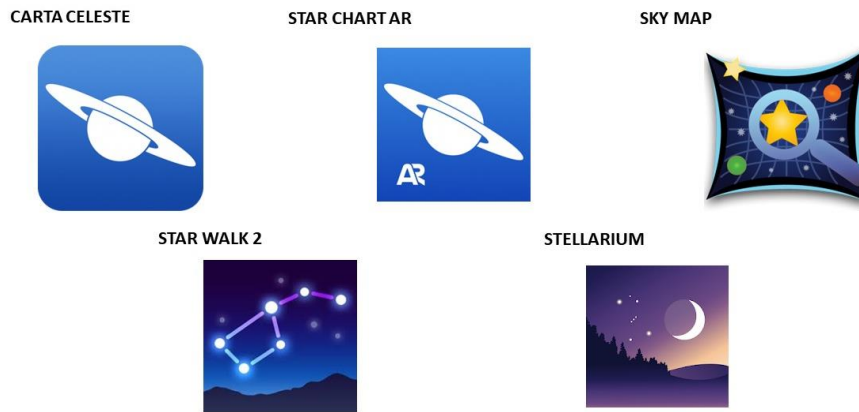 CARTA CELESTE
STAR CHART AR
SKY MAP
AR
STAR WALK 2
STELLARIUM